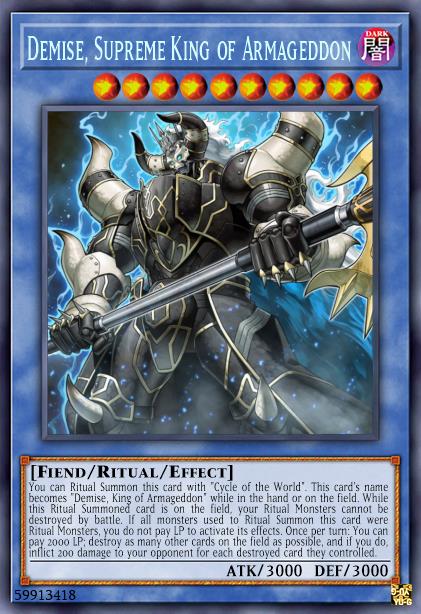 Demise, Supreme King of Armageddon
DARK
闇
[Fiend/Ritual/Effect]
You can Ritual Summon this card with "Cycle of the World". This card's name
becomes "Demise, King of Armageddon" while in the hand or on the field. While
this Ritual Summoned card is on the field, your Ritual Monsters cannot be
destroyed by battle. If all monsters used to Ritual Summon this card were
Ritual Monsters, you do not pay LP to activate its effects. Once per turn: You can
pay 2000 LP; destroy as many other cards on the field as possible, and if you do,
inflict 200 damage to your opponent for each destroyed card they controlled.
ATK/3000 DEF/3000
59913418